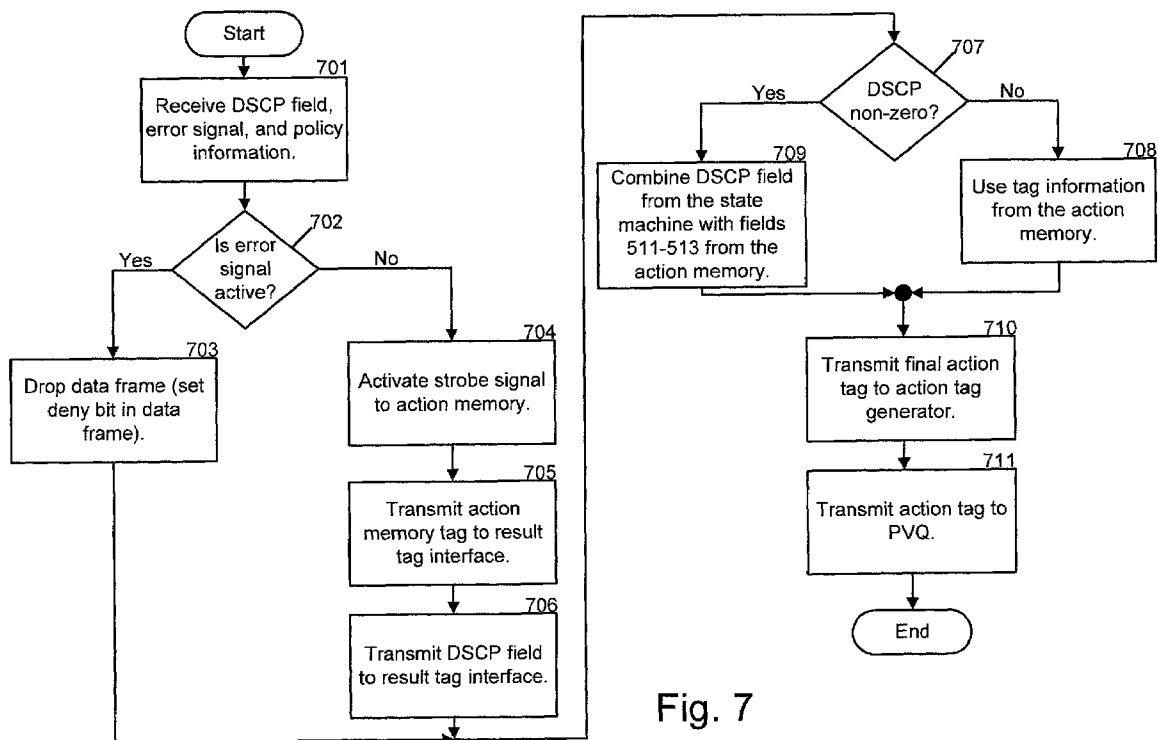 Start
701
Receive DSCP field,
error signal, and policy
information.
702
Is error
signal
active?
Yes
No
703
Drop data frame (set
deny bit in data
frame).
704
Activate strobe signal
to action memory.
705
Transmit action
memory tag to result
tag interface.
706
Transmit DSCP field
to result tag interface.
707
DSCP
non-zero?
Yes
No
709
Combine DSCP field
from the state
machine with fields
511-513 from the
action memory.
708
Use tag information
from the action
memory.
710
Transmit final action
tag to action tag
generator.
711
Transmit action tag to
PVQ.
End
Fig. 7